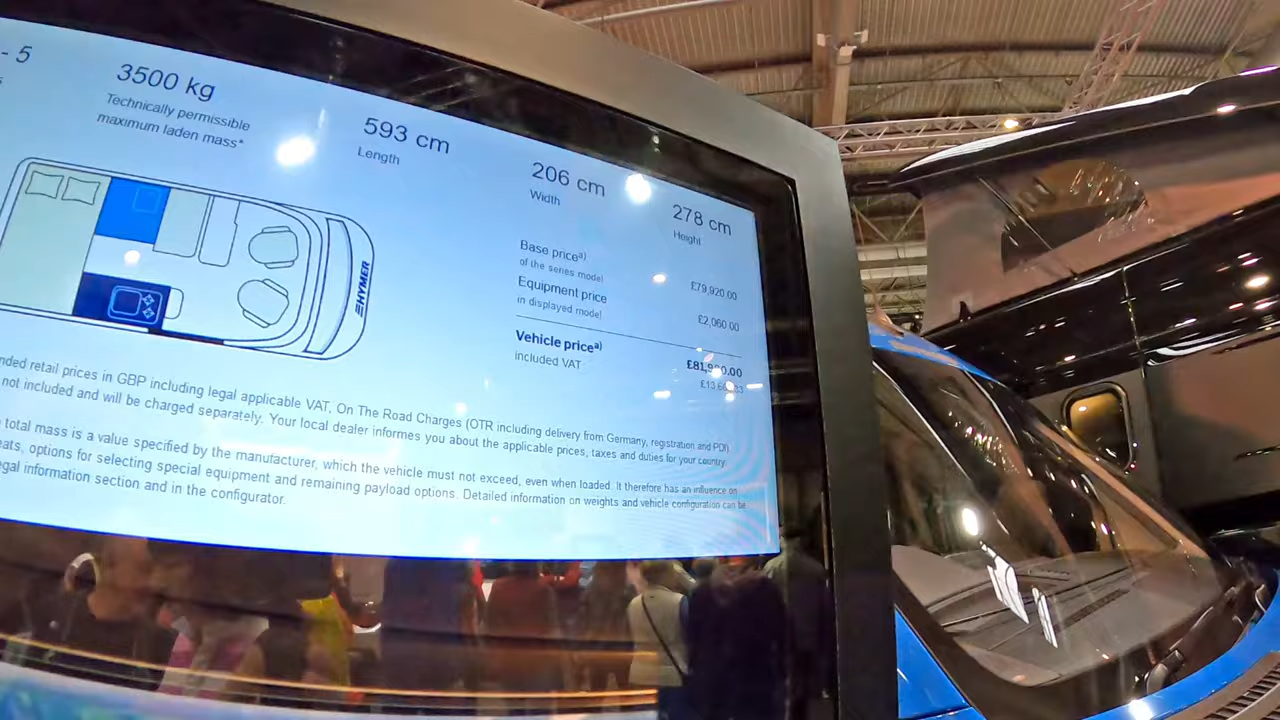 - 5
3500 kg
Technically permissible
maximum laden mass*
593 cm
Length
206 cm
Width
278 cm
Height
HYMER
Base priceᵃ⁾
of the series model
£79,920.00
Equipment price
in displayed model
£2,060.00
Vehicle priceᵃ⁾
included VAT
nded retail prices in GBP including legal applicable VAT, On The Road Charges (OTR including delivery from Germany, registration and PDI)
not included and will be charged separately. Your local dealer informes you about the applicable prices, taxes and duties for your country.
total mass is a value specified by the manufacturer, which the vehicle must not exceed, even when loaded. It therefore has an influence on
eats, options for selecting special equipment and remaining payload options. Detailed information on weights and vehicle configuration can be
egal information section and in the configurator.